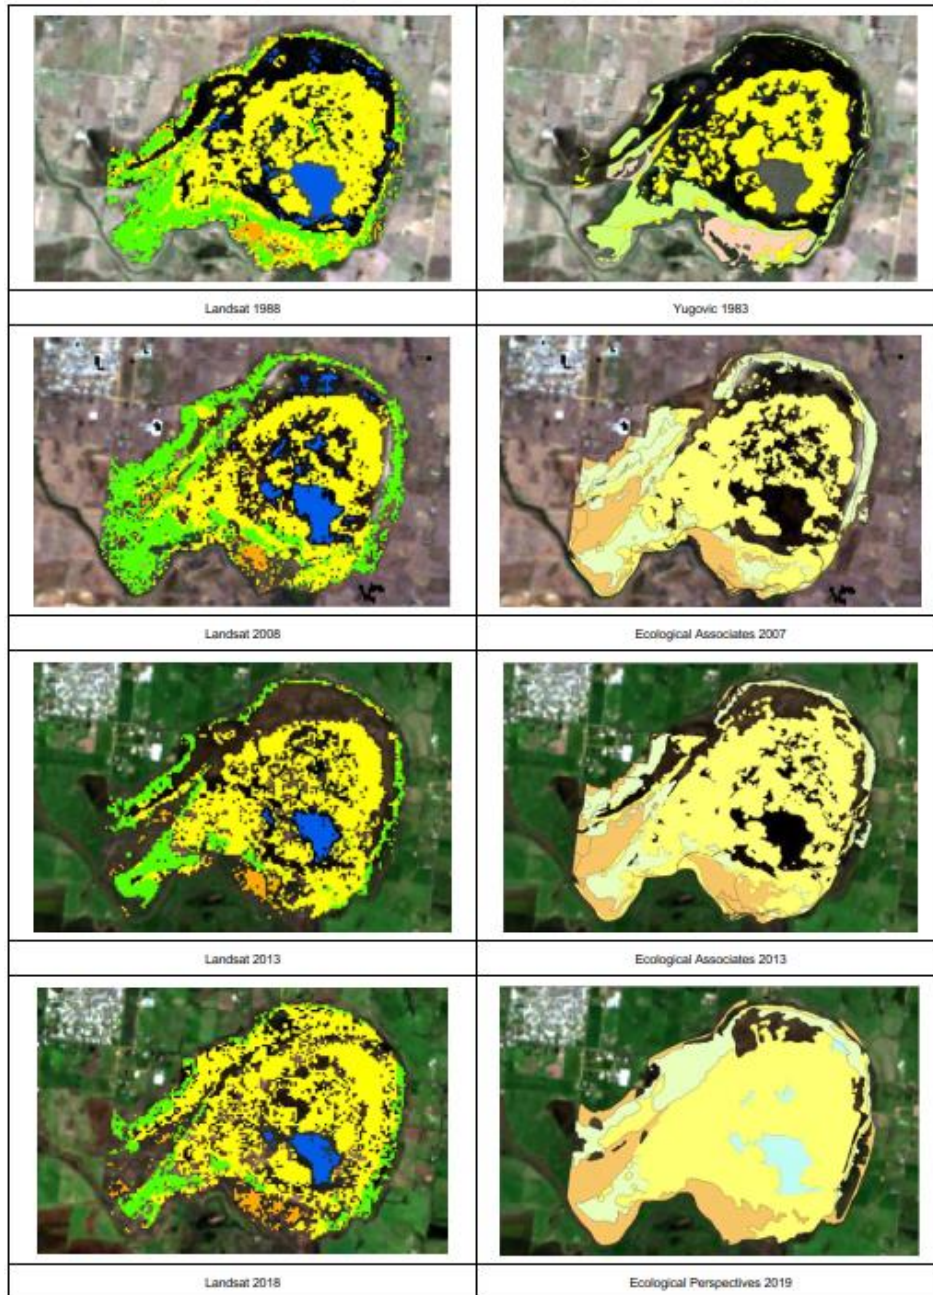 Landsat 1988
Yugovic 1983
Landsat 2008
Ecological Associates 2007
Landsat 2013
Ecological Associates 2013
Landsat 2018
Ecological Perspectives 2019